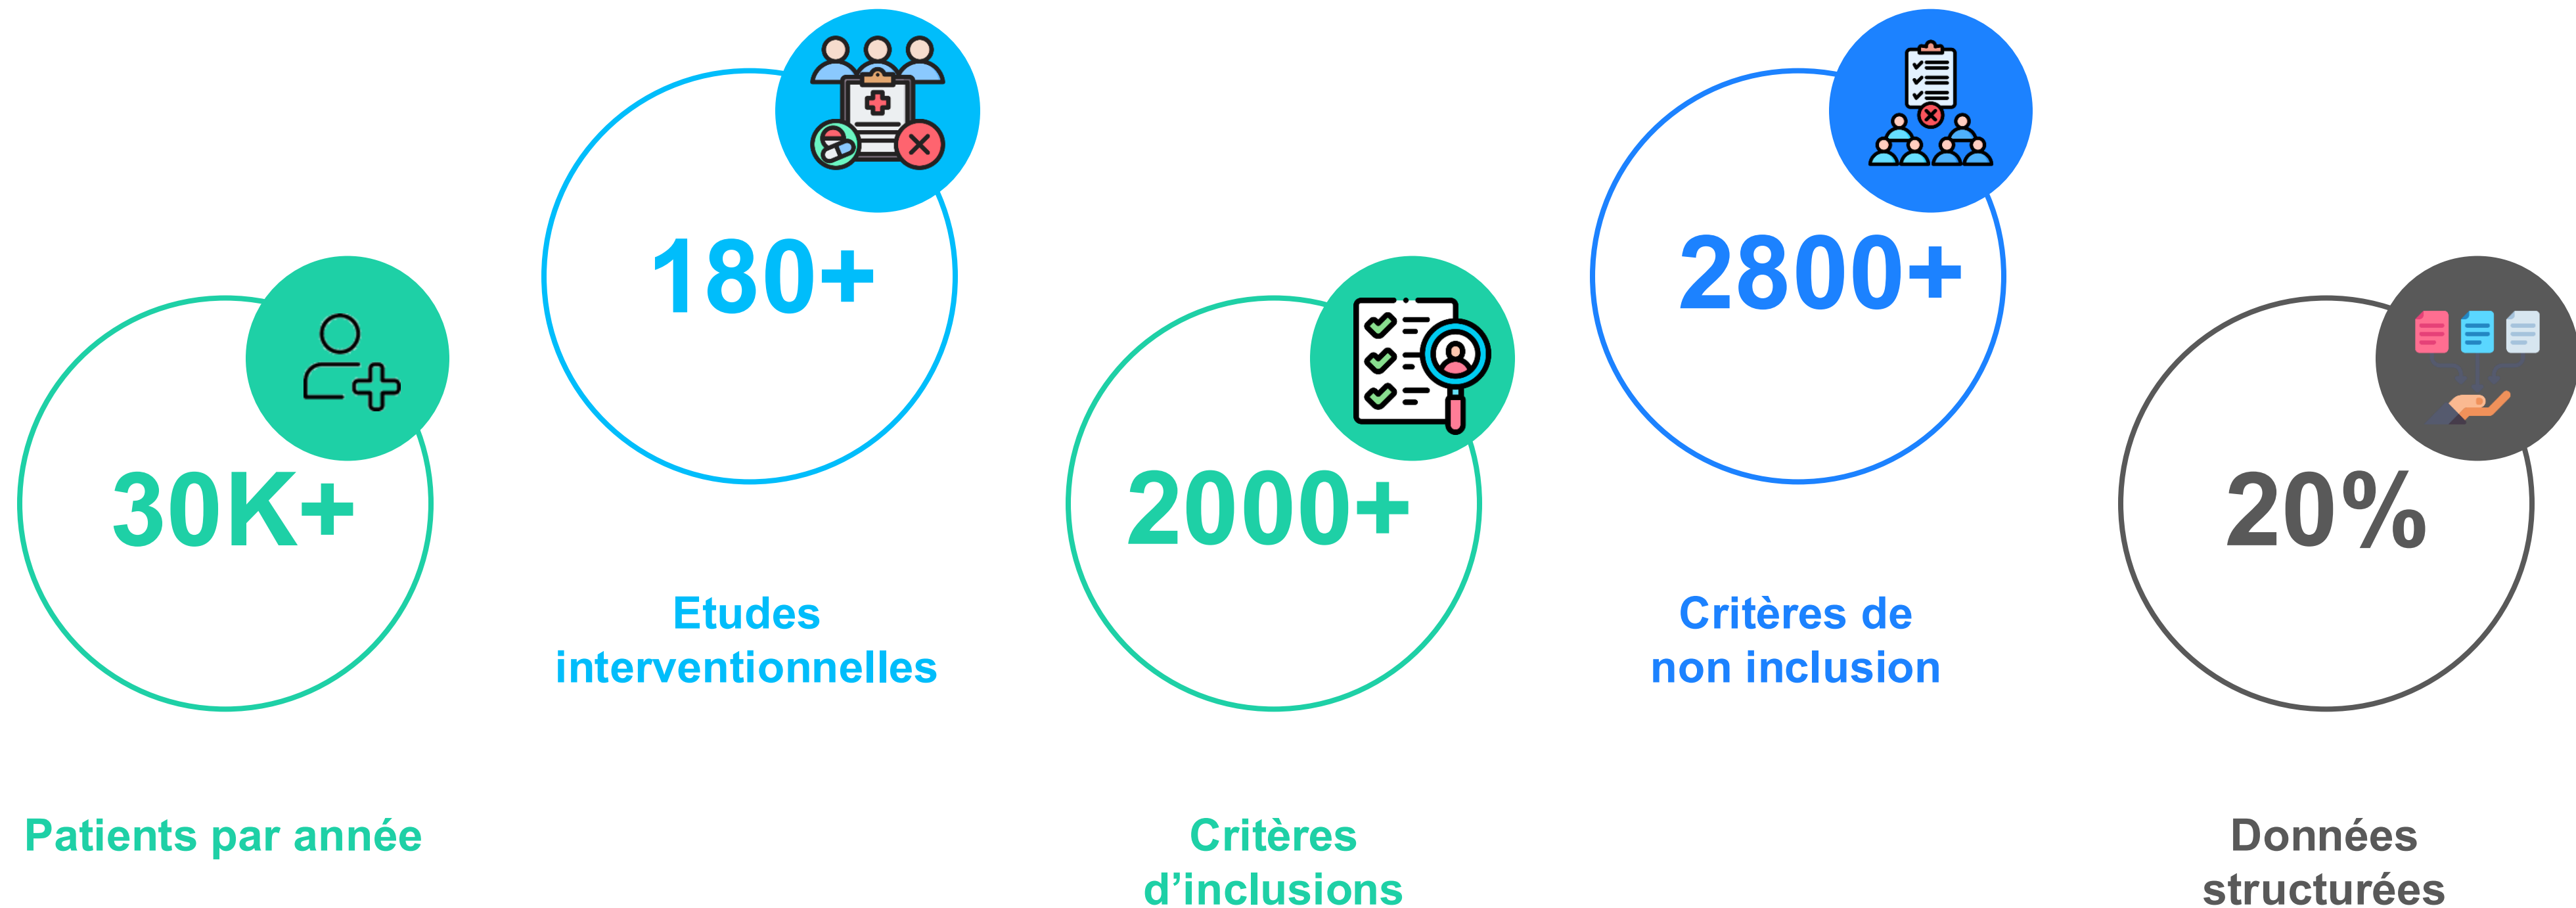 30K+
Patients par année
180+
Etudes
interventionnelles
2000+
Critères
d’inclusions
2800+
Critères de
non inclusion
20%
Données
structurées